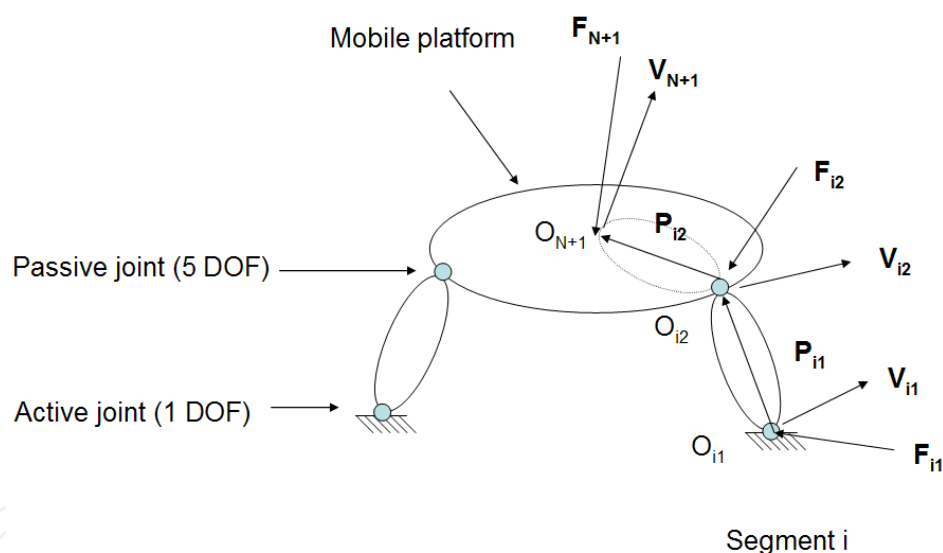 Mobile platform
F_{N+1}
V_{N+1}
F_{i2}
P_{i2}
O_{N+1}
Passive joint (5 DOF)
V_{i2}
O_{i2}
P_{i1}
V_{i1}
Active joint (1 DOF)
O_{i1}
F_{i1}
Segment i